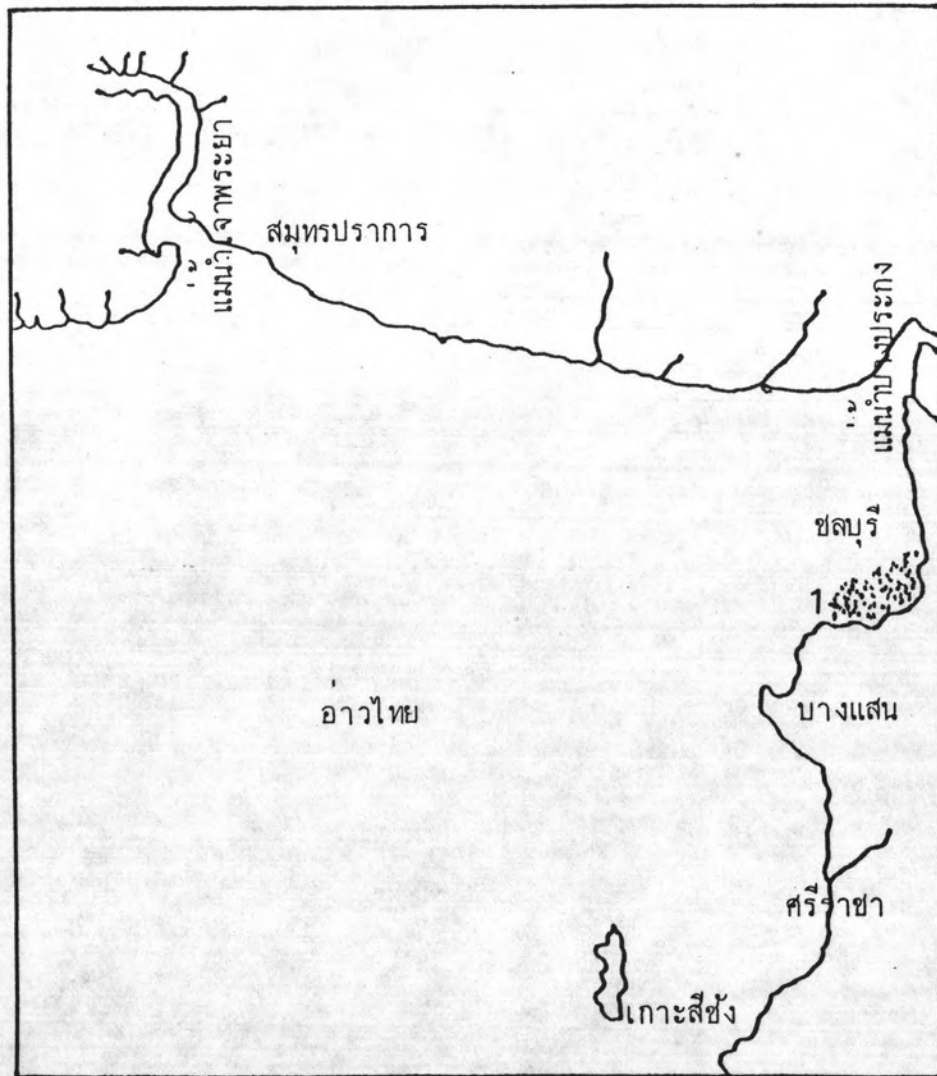 แม่น้ำเจ้าพระยา
สมุทรปราการ
แม่น้ำบางประกง
ชลบุรี
1
อ่าวไทย
บางแสน
ศรีราชา
เกาะสีชัง